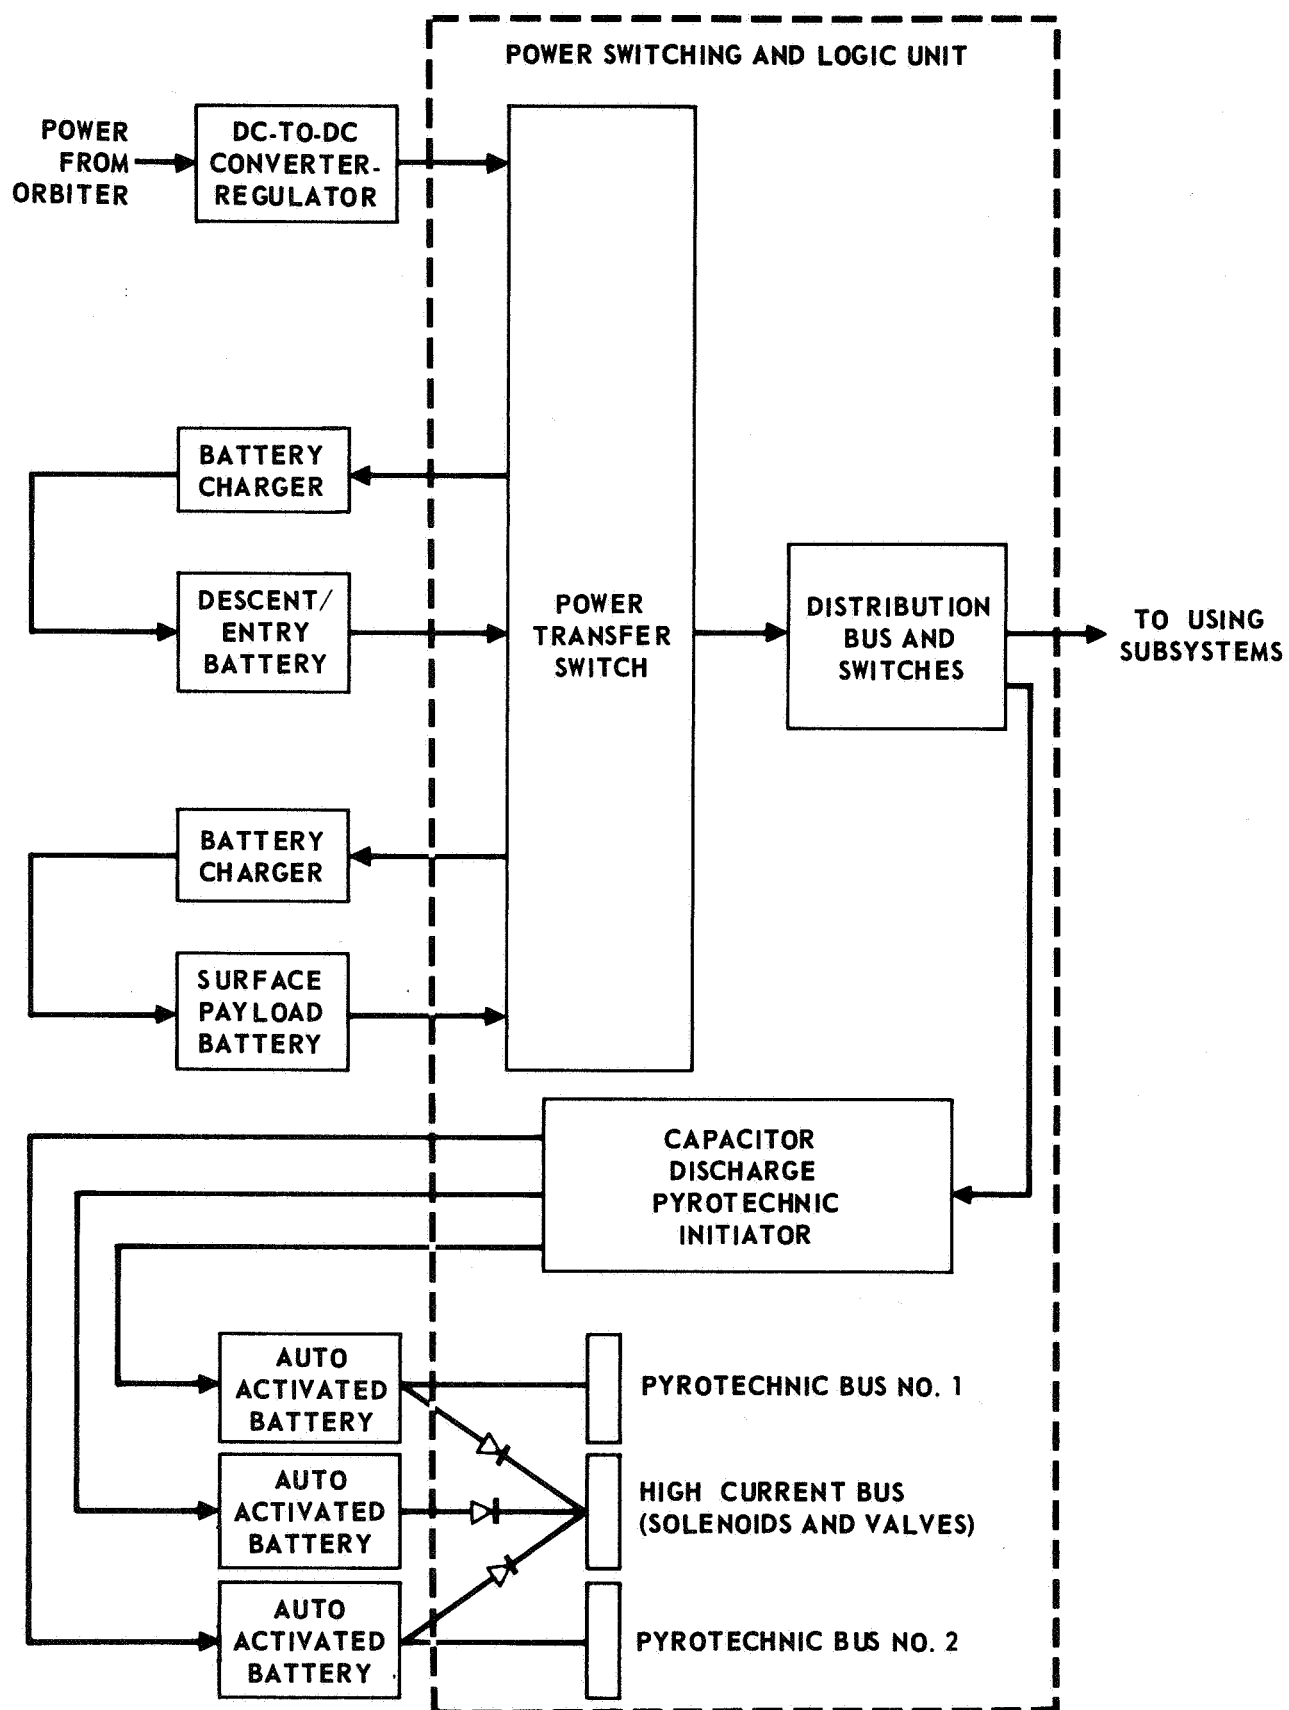 POWER SWITCHING AND LOGIC UNIT
POWER
FROM
ORBITER
DC-TO-DC
CONVERTER-
REGULATOR
BATTERY
CHARGER
DESCENT/
ENTRY
BATTERY
POWER
TRANSFER
SWITCH
DISTRIBUTION
BUS AND
SWITCHES
TO USING
SUBSYSTEMS
BATTERY
CHARGER
SURFACE
PAYLOAD
BATTERY
CAPACITOR
DISCHARGE
PYROTECHNIC
INITIATOR
AUTO
ACTIVATED
BATTERY
PYROTECHNIC BUS NO. 1
AUTO
ACTIVATED
BATTERY
HIGH CURRENT BUS
(SOLENOIDS AND VALVES)
AUTO
ACTIVATED
BATTERY
PYROTECHNIC BUS NO. 2